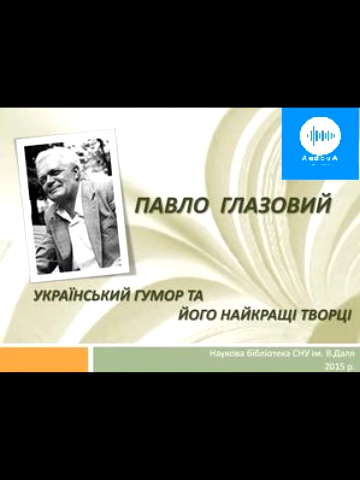 ПАВЛО ГЛАЗОВИЙ
УКРАЇНСЬКИЙ ГУМОР ТА
ЙОГО НАЙКРАЩІ ТВОРЦІ
Наукова бібліотека СНУ ім. В.Даля
2015 р.